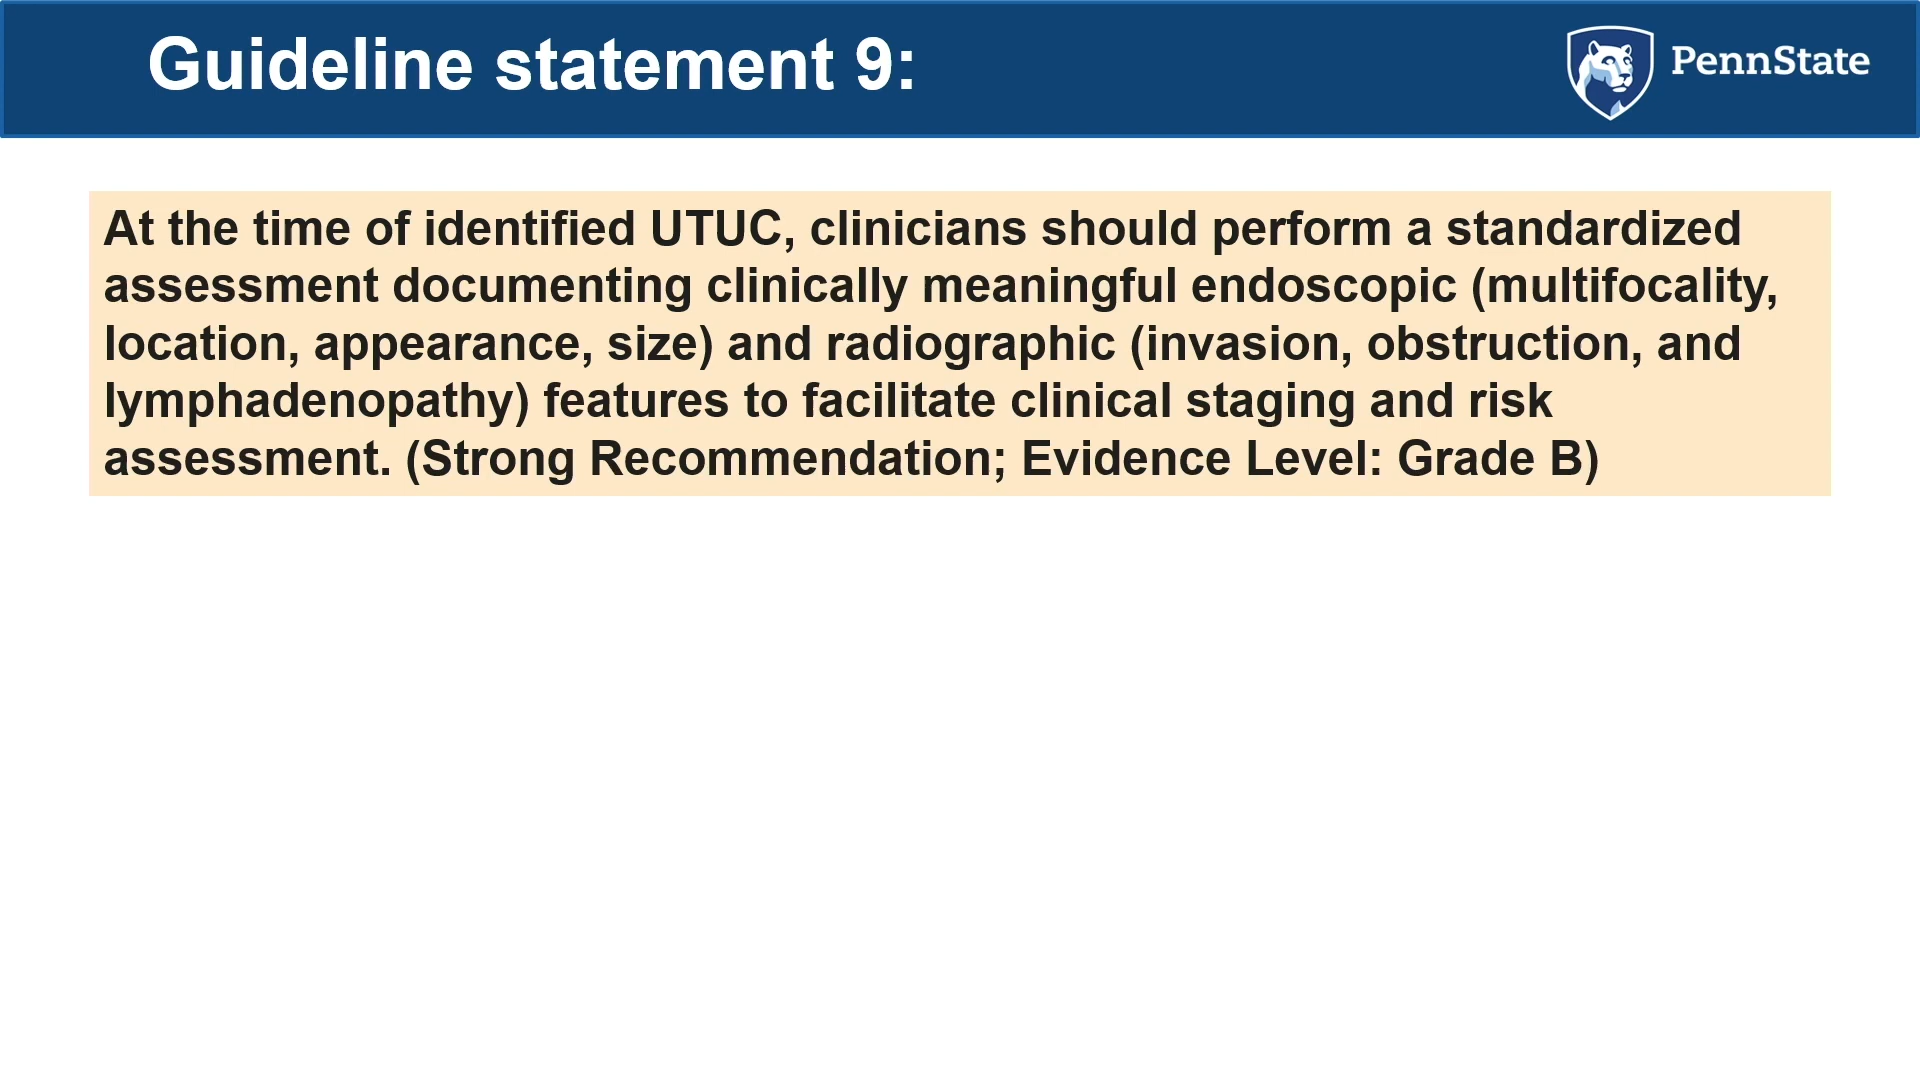 Guideline statement 9:
PennState
At the time of identified UTUC, clinicians should perform a standardized
assessment documenting clinically meaningful endoscopic (multifocality,
location, appearance, size) and radiographic (invasion, obstruction, and
lymphadenopathy) features to facilitate clinical staging and risk
assessment. (Strong Recommendation; Evidence Level: Grade B)